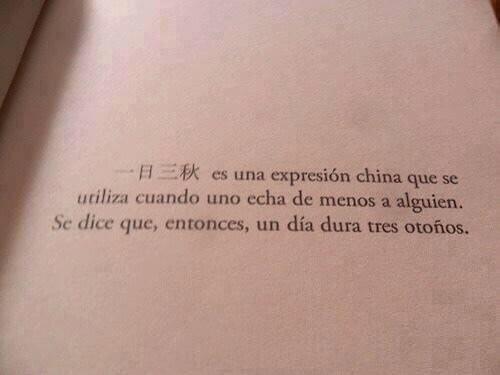 一日三秋 es una expresión china que se
utiliza cuando uno echa de menos a alguien.
Se dice que, entonces, un día dura tres otoños.